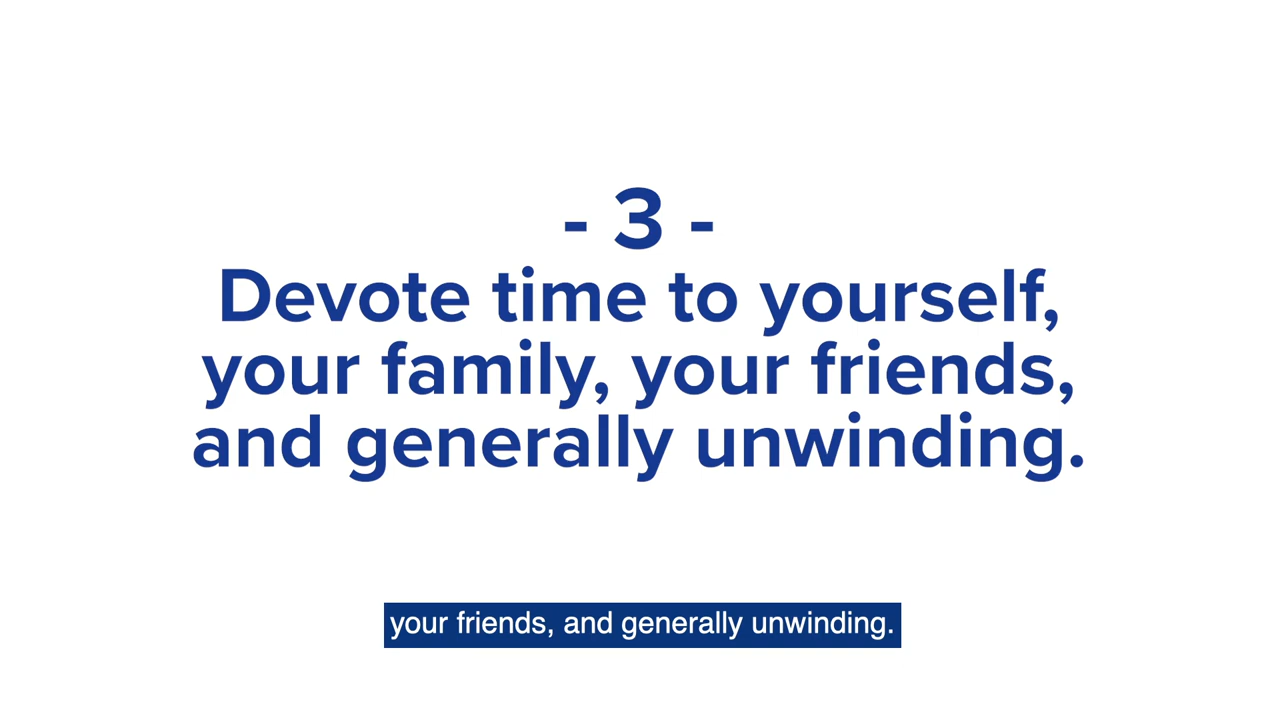 - 3 -
Devote time to yourself,
your family, your friends,
and generally unwinding.
your friends, and generally unwinding.